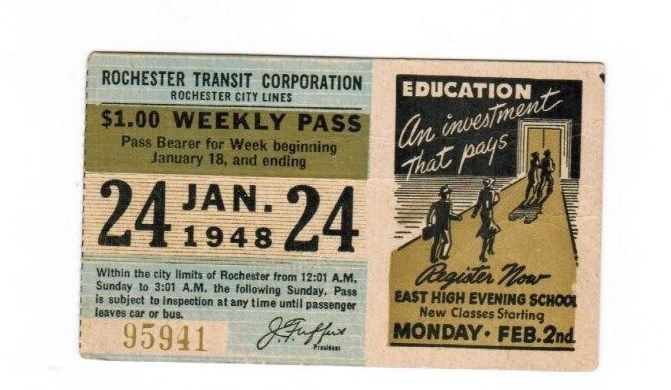 ROCHESTER TRANSIT CORPORATION
ROCHESTER CITY LINES
$1.00 WEEKLY PASS
Pass Bearer for Week beginning
January 18, and ending
24 JAN. 1948 24
Within the city limits of Rochester from 12:01 A.M.
Sunday to 3:01 A.M. the following Sunday. Pass
is subject to inspection at any time until passenger
leaves car or bus.
95941
President
EDUCATION
An investment
That pays
Register Now
EAST HIGH EVENING SCHOOL
New Classes Starting
MONDAY • FEB. 2nd